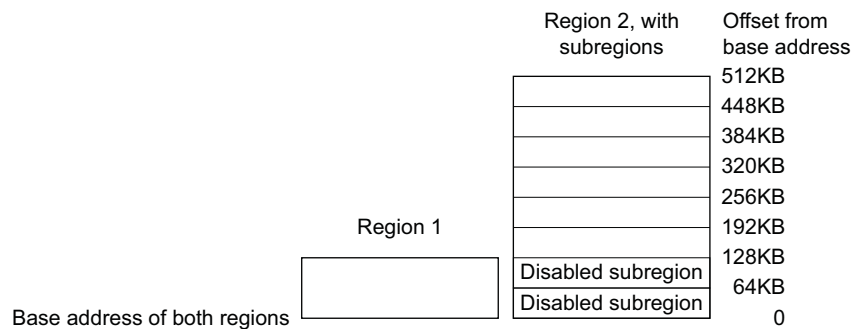 Region 2, with
subregions
Offset from
base address
512KB
448KB
384KB
320KB
256KB
192KB
Region 1
128KB
Disabled subregion
64KB
Disabled subregion
Base address of both regions
0